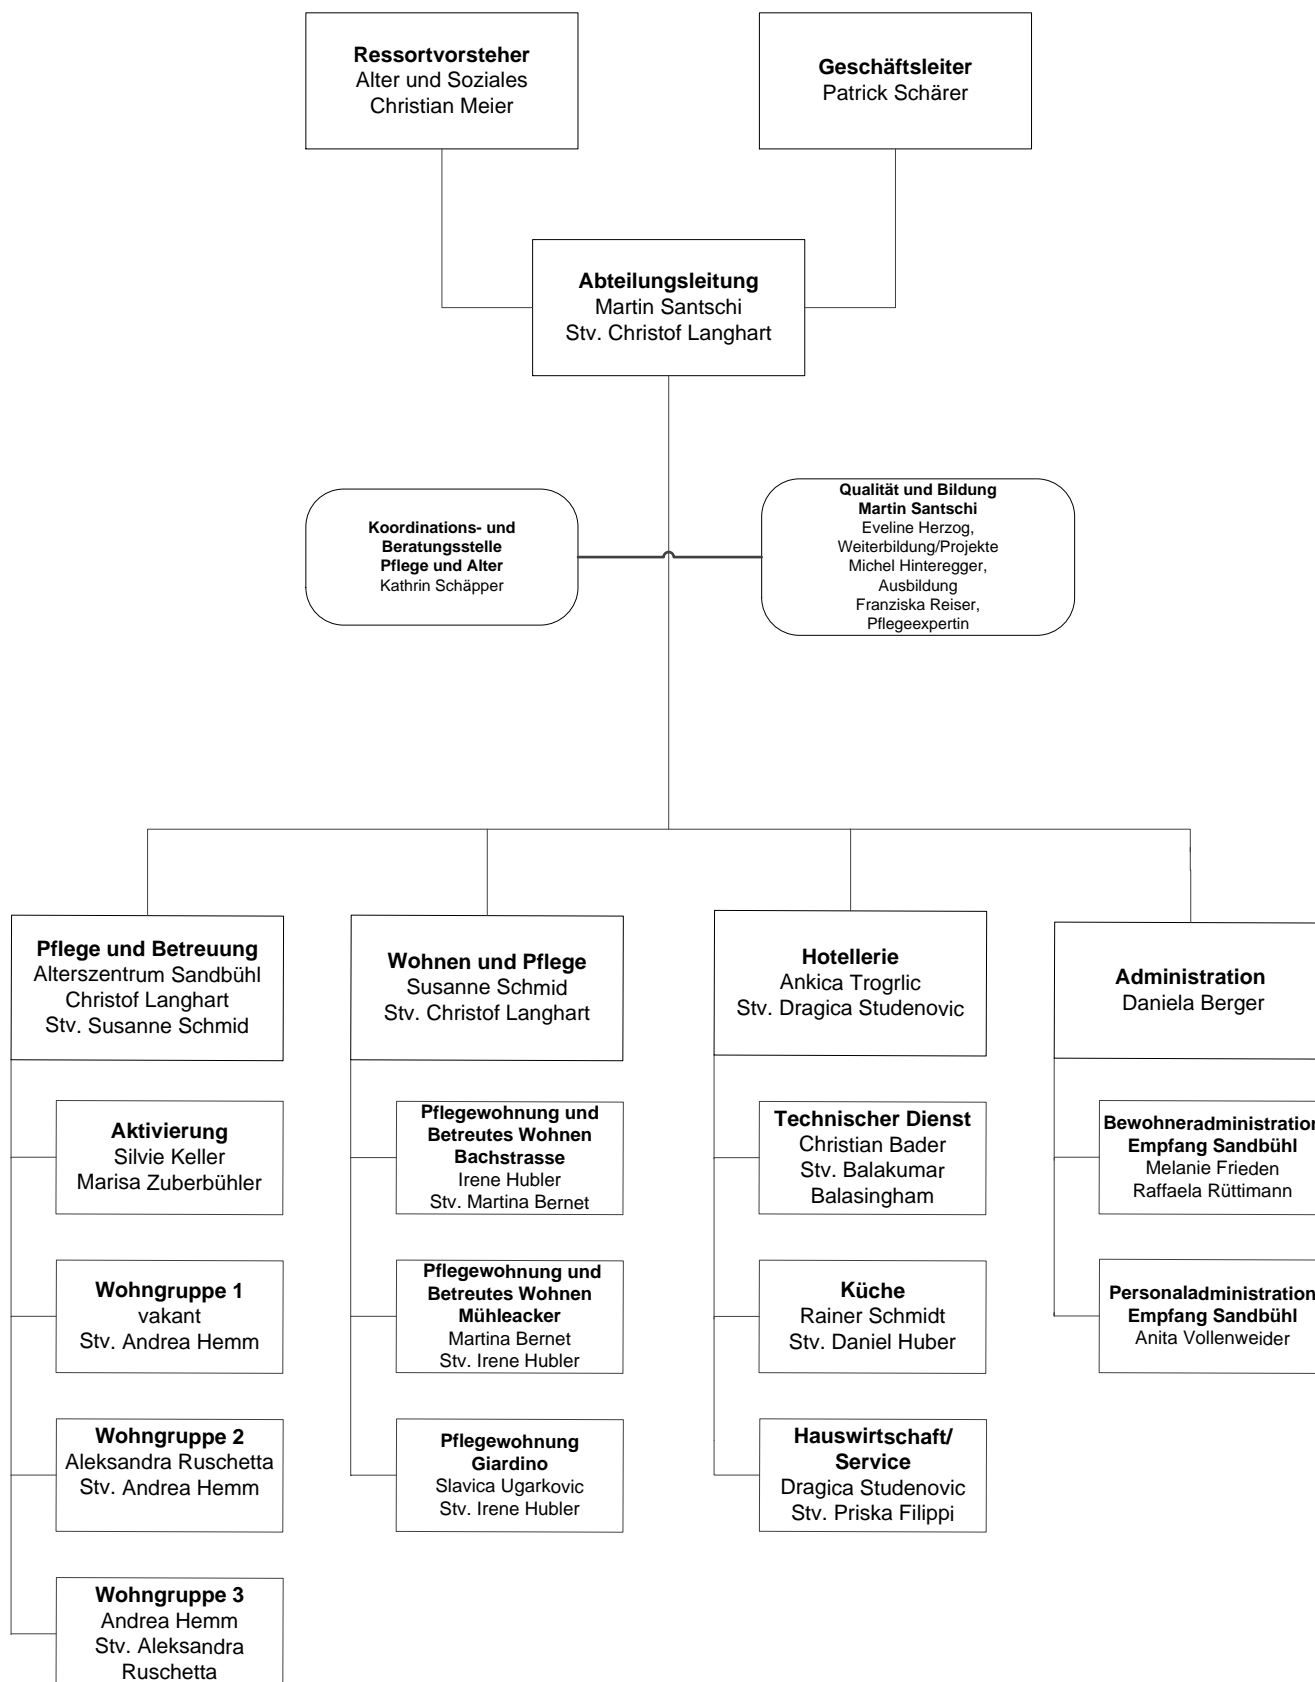 Ressortvorsteher
Alter und Soziales
Christian Meier
Geschäftsleiter
Patrick Schärer
Abteilungsleitung
Martin Santschi
Stv. Christof Langhart
Koordinations- und
Beratungsstelle
Pflege und Alter
Kathrin Schäpper
Qualität und Bildung
Martin Santschi
Eveline Herzog,
Weiterbildung/Projekte
Michel Hinteregger,
Ausbildung
Franziska Reiser,
Pflegeexpertin
Pflege und Betreuung
Alterszentrum Sandbühl
Christof Langhart
Stv. Susanne Schmid
Aktivierung
Silvie Keller
Marisa Zuberbühler
Wohngruppe 1
vakant
Stv. Andrea Hemm
Wohngruppe 2
Aleksandra Ruschetta
Stv. Andrea Hemm
Wohngruppe 3
Andrea Hemm
Stv. Aleksandra
Ruschetta
Wohnen und Pflege
Susanne Schmid
Stv. Christof Langhart
Pflegewohnung und
Betreutes Wohnen
Bachstrasse
Irene Hubler
Stv. Martina Bernet
Pflegewohnung und
Betreutes Wohnen
Mühleacker
Martina Bernet
Stv. Irene Hubler
Pflegewohnung
Giardino
Slavica Ugarkovic
Stv. Irene Hubler
Hotellerie
Ankica Trogrlic
Stv. Dragica Studenovic
Technischer Dienst
Christian Bader
Stv. Balakumar
Balasingham
Küche
Rainer Schmidt
Stv. Daniel Huber
Hauswirtschaft/
Service
Dragica Studenovic
Stv. Priska Filippi
Administration
Daniela Berger
Bewohneradministration
Empfang Sandbühl
Melanie Frieden
Raffaela Rüttimann
Personaladministration
Empfang Sandbühl
Anita Vollenweider